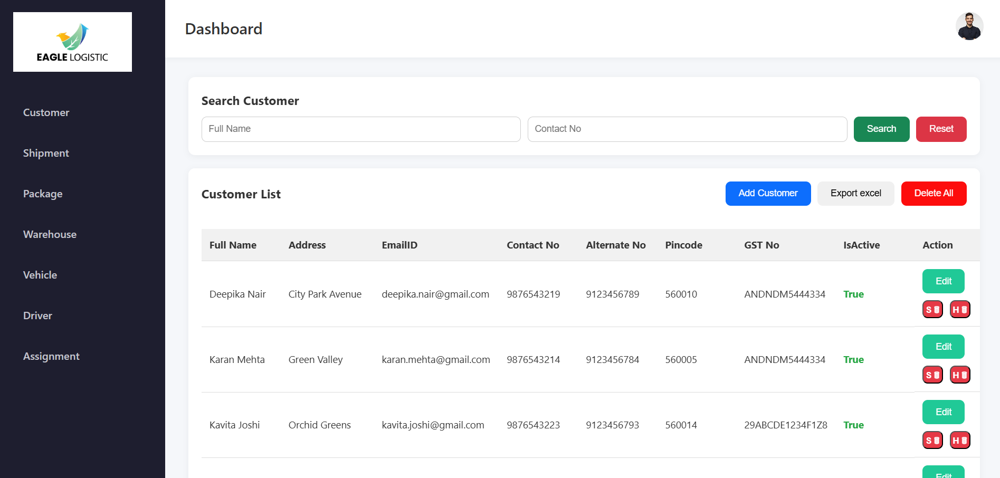 EAGLE LOGISTIC
Customer
Shipment
Package
Warehouse
Vehicle
Driver
Assignment
Dashboard
Search Customer
Full Name Contact No Search Reset
Customer List Add Customer Export excel Delete All
Full Name Address EmailID Contact No Alternate No Pincode GST No IsActive Action
Deepika Nair City Park Avenue deepika.nair@gmail.com 9876543219 9123456789 560010 ANDNDM5444334 True Edit
S H
Karan Mehta Green Valley karan.mehta@gmail.com 9876543214 9123456784 560005 ANDNDM5444334 True Edit
S H
Kavita Joshi Orchid Greens kavita.joshi@gmail.com 9876543223 9123456793 560014 29ABCDE1234F1Z8 True Edit
S H
Edit